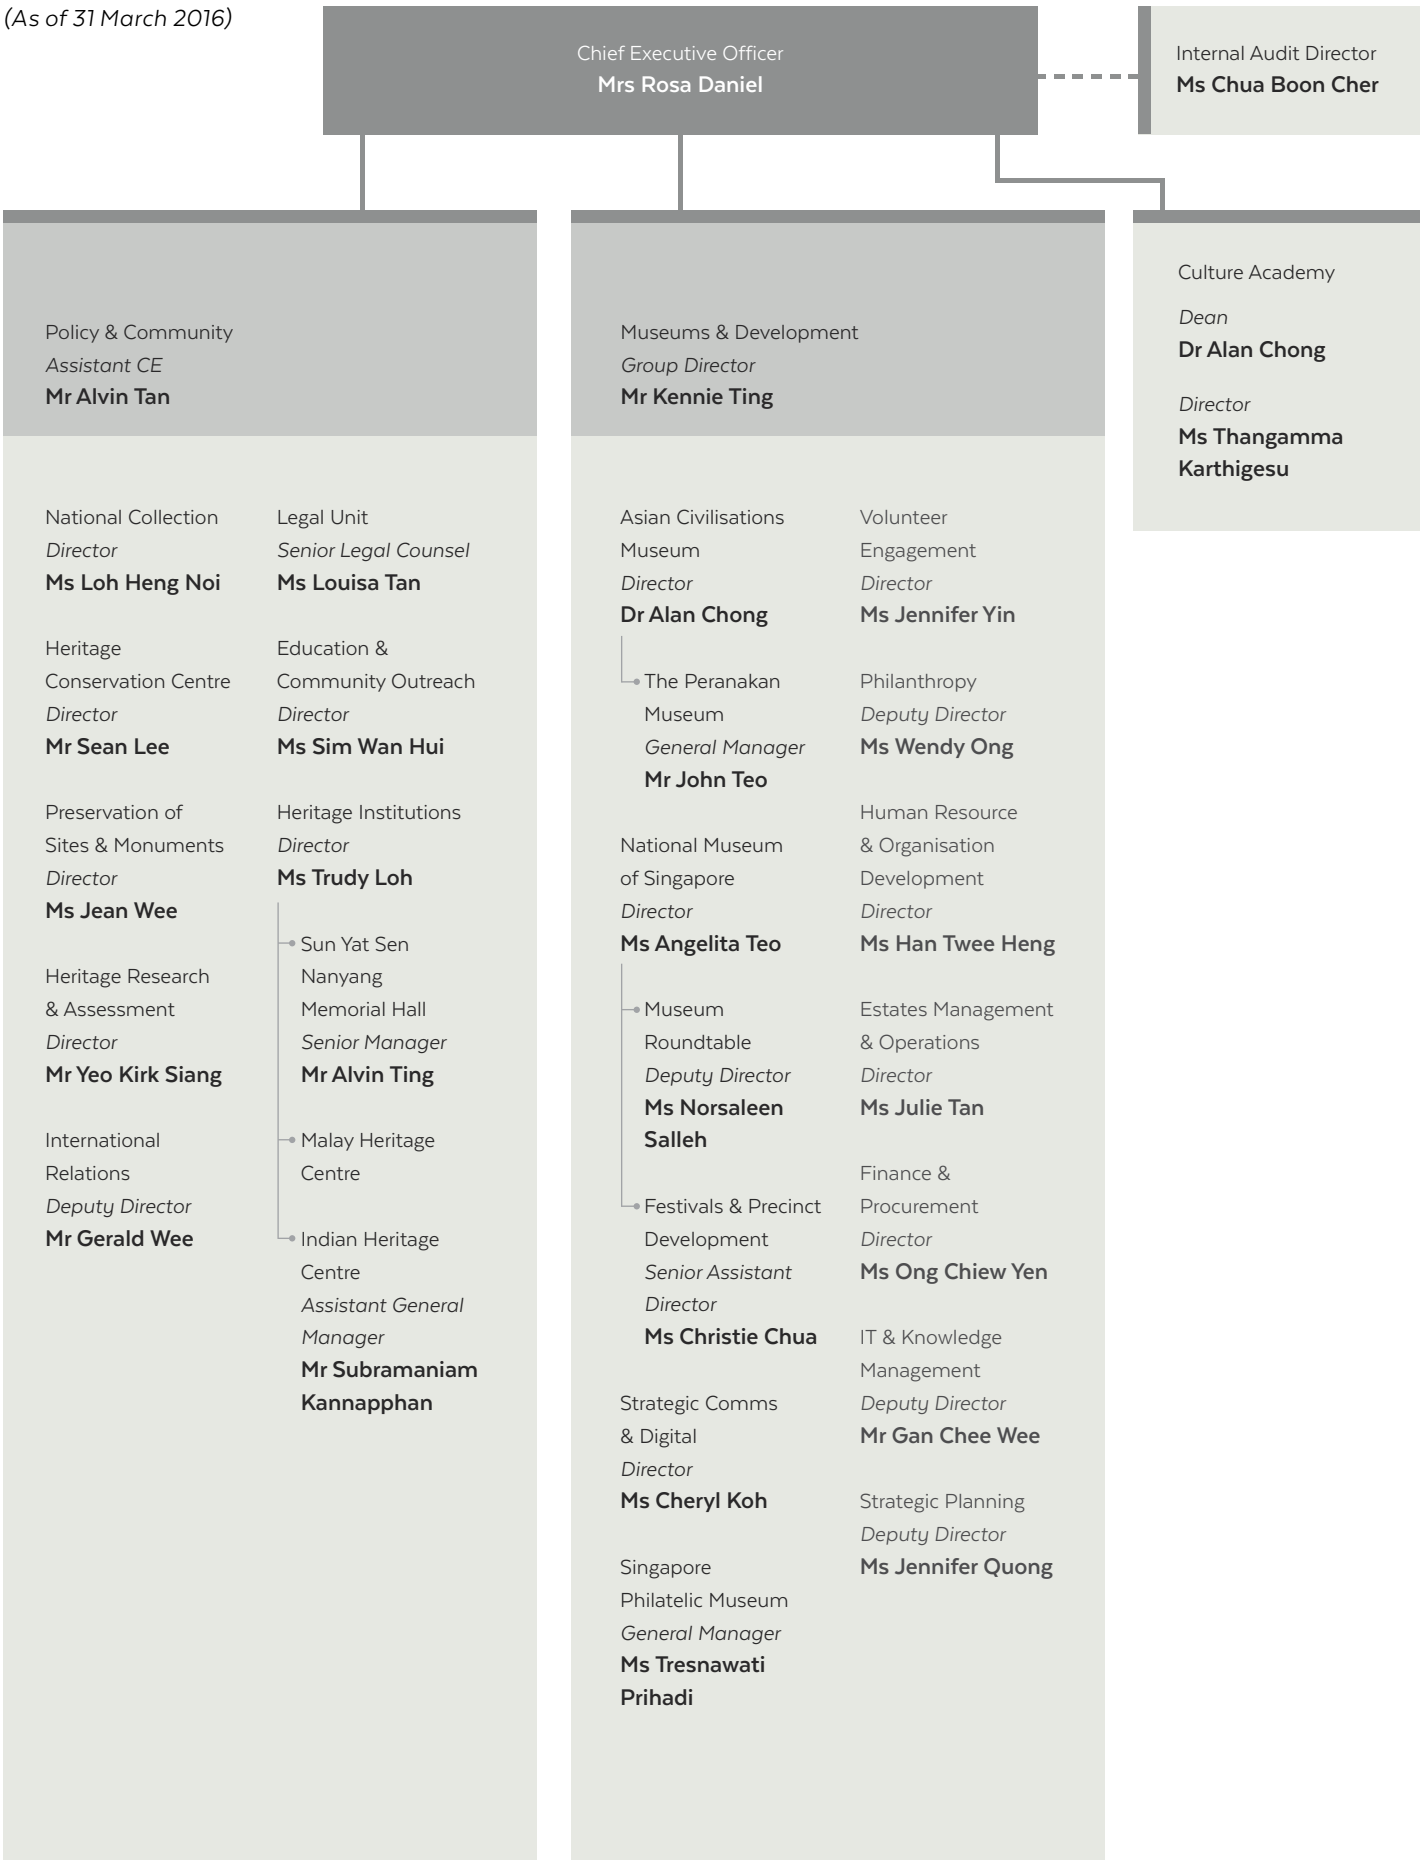 (As of 31 March 2016)
Chief Executive Officer
Mrs Rosa Daniel
Internal Audit Director
Ms Chua Boon Cher
Policy & Community
Assistant CE
Mr Alvin Tan
National Collection
Director
Ms Loh Heng Noi
Heritage
Conservation Centre
Director
Mr Sean Lee
Preservation of
Sites & Monuments
Director
Ms Jean Wee
Heritage Research
& Assessment
Director
Mr Yeo Kirk Siang
International
Relations
Deputy Director
Mr Gerald Wee
Legal Unit
Senior Legal Counsel
Ms Louisa Tan
Education &
Community Outreach
Director
Ms Sim Wan Hui
Heritage Institutions
Director
Ms Trudy Loh
Sun Yat Sen
Nanyang
Memorial Hall
Senior Manager
Mr Alvin Ting
Malay Heritage
Centre
Indian Heritage
Centre
Assistant General
Manager
Mr Subramaniam
Kannapphan
Museums & Development
Group Director
Mr Kennie Ting
Asian Civilisations
Museum
Director
Dr Alan Chong
The Peranakan
Museum
General Manager
Mr John Teo
National Museum
of Singapore
Director
Ms Angelita Teo
Museum
Roundtable
Deputy Director
Ms Norsaleen
Salleh
Festivals & Precinct
Development
Senior Assistant
Director
Ms Christie Chua
Strategic Comms
& Digital
Director
Ms Cheryl Koh
Singapore
Philatelic Museum
General Manager
Ms Tresnawati
Prihadi
Volunteer
Engagement
Director
Ms Jennifer Yin
Philanthropy
Deputy Director
Ms Wendy Ong
Human Resource
& Organisation
Development
Director
Ms Han Twee Heng
Estates Management
& Operations
Director
Ms Julie Tan
Finance &
Procurement
Director
Ms Ong Chiew Yen
IT & Knowledge
Management
Deputy Director
Mr Gan Chee Wee
Strategic Planning
Deputy Director
Ms Jennifer Quong
Culture Academy
Dean
Dr Alan Chong
Director
Ms Thangamma
Karthigesu